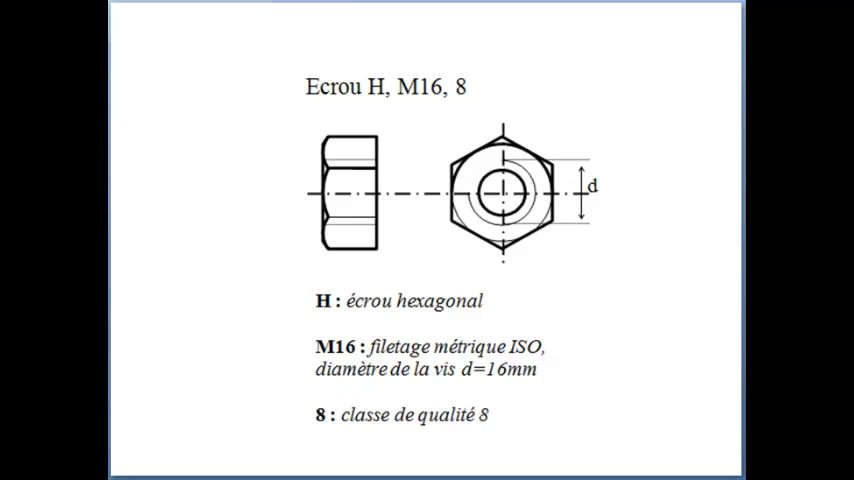 Ecrou H, M16, 8
d
H : écrou hexagonal
M16 : filetage métrique ISO,
diamètre de la vis d=16mm
8 : classe de qualité 8